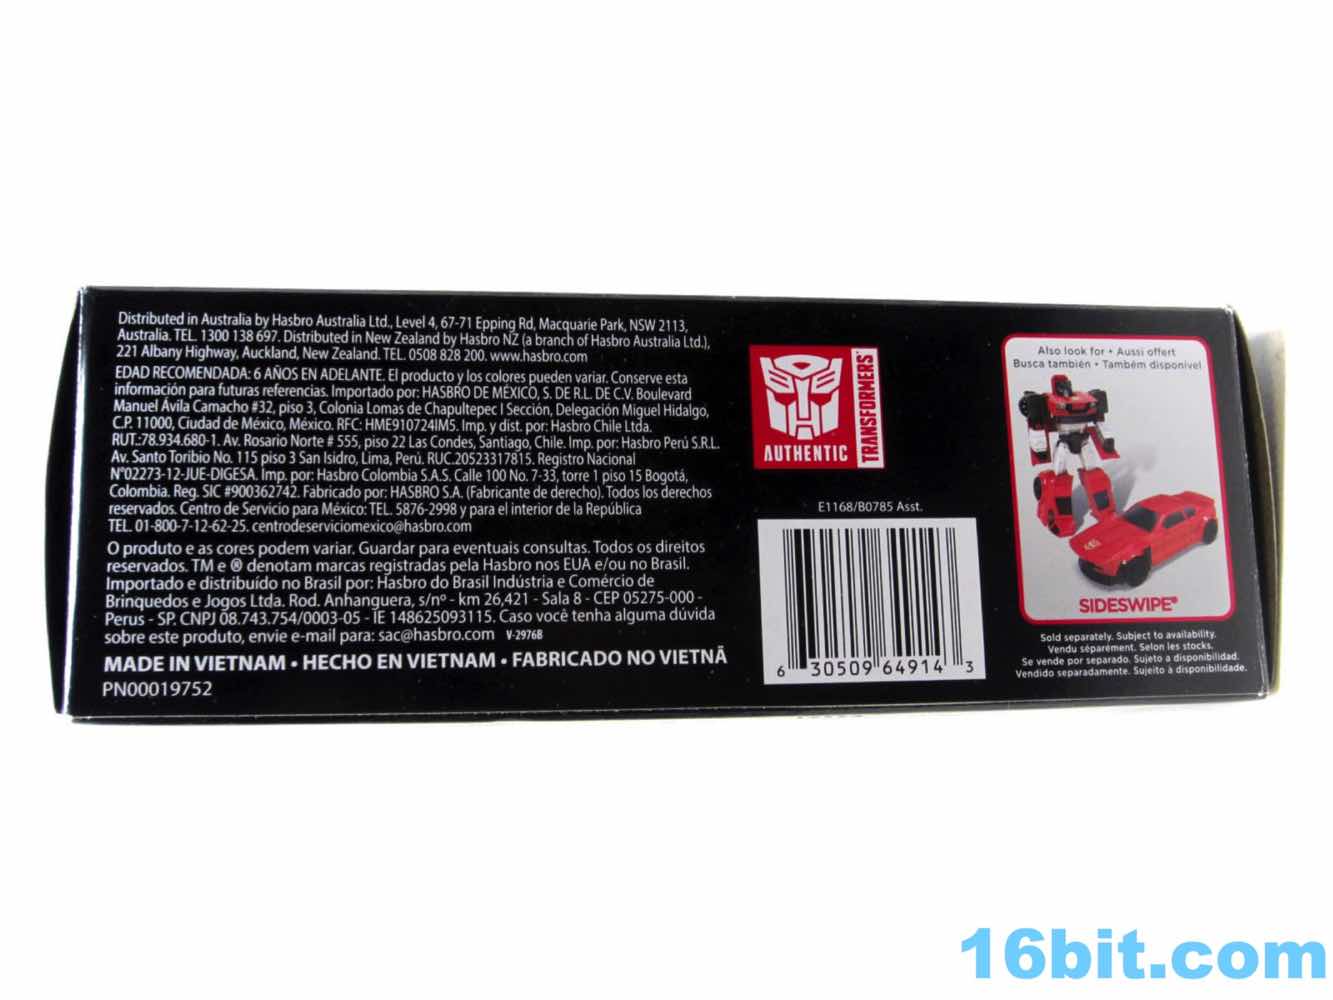 Distributed in Australia by Hasbro Australia Ltd., Level 4, 67-71 Epping Rd, Macquarie Park, NSW 2113,
Australia. TEL. 1300 138 697. Distributed in New Zealand by Hasbro NZ (a branch of Hasbro Australia Ltd.),
221 Albany Highway, Auckland, New Zealand. TEL. 0508 828 200. www.hasbro.com
EDAD RECOMENDADA: 6 AÑOS EN ADELANTE. El producto y los colores pueden variar. Conserve esta
información para futuras referencias. Importado por: HASBRO DE MÉXICO, S. DE R.L. DE C.V. Boulevard
Manuel Ávila Camacho #32, piso 3, Colonia Lomas de Chapultepec I Sección, Delegación Miguel Hidalgo,
C.P. 11000, Ciudad de México, México. RFC: HME910724IM5. Imp. y dist. por: Hasbro Chile Ltda.
RUT.:78.934.680-1. Av. Rosario Norte # 555, piso 22 Las Condes, Santiago, Chile. Imp. por: Hasbro Perú S.R.L.
Av. Santo Toribio No. 115 piso 3 San Isidro, Lima, Perú. RUC.20523317815. Registro Nacional
N°02273-12-JUE-DIGESA. Imp. por: Hasbro Colombia S.A.S. Calle 100 No. 7-33, torre 1 piso 15 Bogotá,
Colombia. Reg. SIC #900362742. Fabricado por: HASBRO S.A. (Fabricante de derecho). Todos los derechos
reservados. Centro de Servicio para México: TEL. 5876-2998 y para el interior de la República
TEL. 01-800-7-12-62-25. centrodeserviciomexico@hasbro.com
O produto e as cores podem variar. Guardar para eventuais consultas. Todos os direitos
reservados. TM e ® denotam marcas registradas pela Hasbro nos EUA e/ou no Brasil.
Importado e distribuído no Brasil por: Hasbro do Brasil Indústria e Comércio de
Brinquedos e Jogos Ltda. Rod. Anhanguera, s/nº - km 26,421 - Sala 8 - CEP 05275-000 -
Perus - SP. CNPJ 08.743.754/0003-05 - IE 148625093115. Caso você tenha alguma dúvida
sobre este produto, envie e-mail para: sac@hasbro.com V-2976B
MADE IN VIETNAM • HECHO EN VIETNAM • FABRICADO NO VIETNÃ
PN00019752
AUTHENTIC
TRANSFORMERS
E1168/B0785 Asst.
6 30509 64914 3
Also look for • Aussi offert
Busca también • Também disponível
SIDESWIPE®
Sold separately. Subject to availability.
Vendu séparément. Selon les stocks.
Se vende por separado. Sujeto a disponibilidad.
Vendido separadamente. Sujeito à disponibilidade.
16bit.com